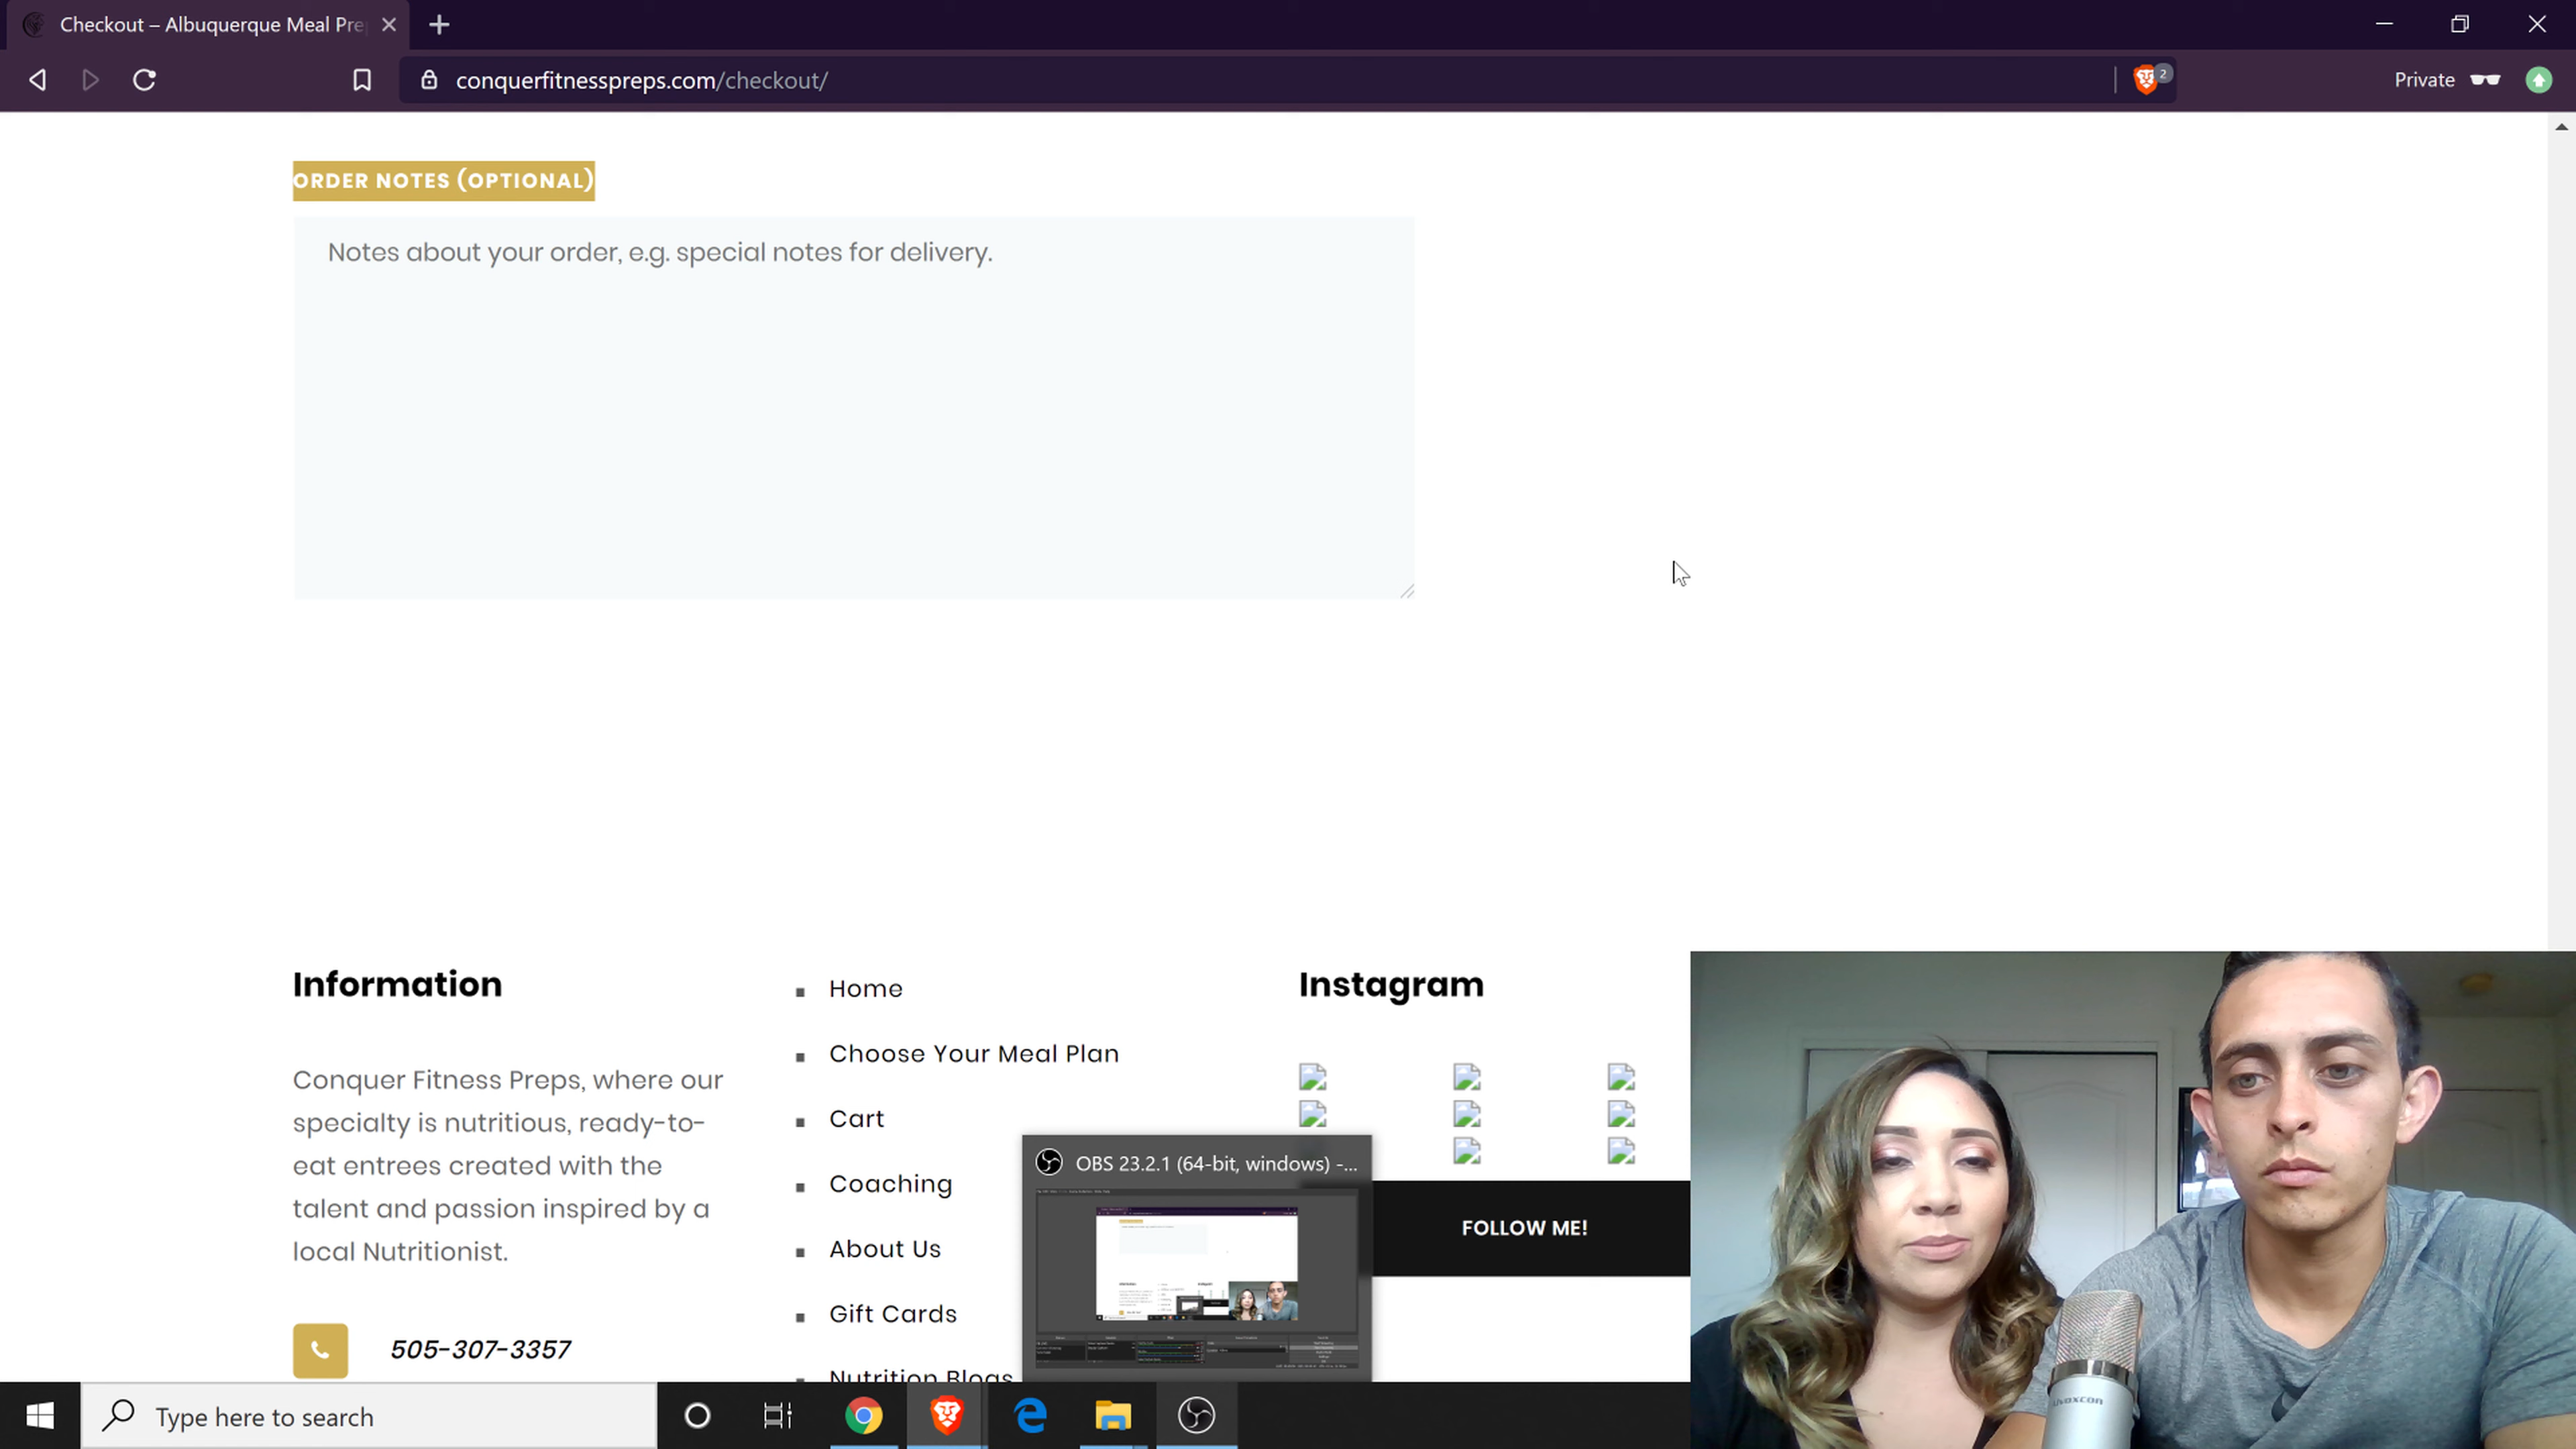 Checkout – Albuquerque Meal Pre
conquerfitnesspreps.com/checkout/
2
Private
ORDER NOTES (OPTIONAL)
Notes about your order, e.g. special notes for delivery.
Information
Conquer Fitness Preps, where our
specialty is nutritious, ready-to-
eat entrees created with the
talent and passion inspired by a
local Nutritionist.
505-307-3357
Home
Choose Your Meal Plan
Cart
Coaching
About Us
Gift Cards
Nutrition Blogs
Instagram
FOLLOW ME!
OBS 23.2.1 (64-bit, windows) -...
Type here to search